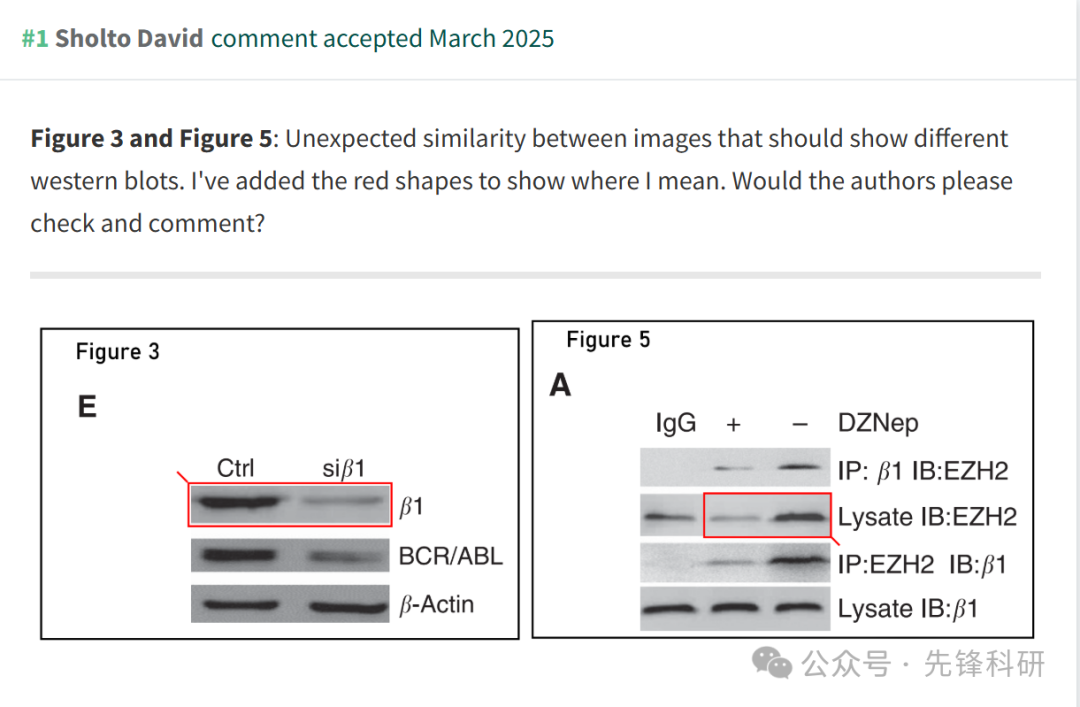 #1 Sholto David comment accepted March 2025
Figure 3 and Figure 5: Unexpected similarity between images that should show different
western blots. I've added the red shapes to show where I mean. Would the authors please
check and comment?
Figure 3
E
Ctrl siβ1
β1
BCR/ABL
β-Actin
Figure 5
A
IgG + − DZNep
IP: β1 IB:EZH2
Lysate IB:EZH2
IP:EZH2 IB:β1
Lysate IB:β1
公众号 · 先锋科研